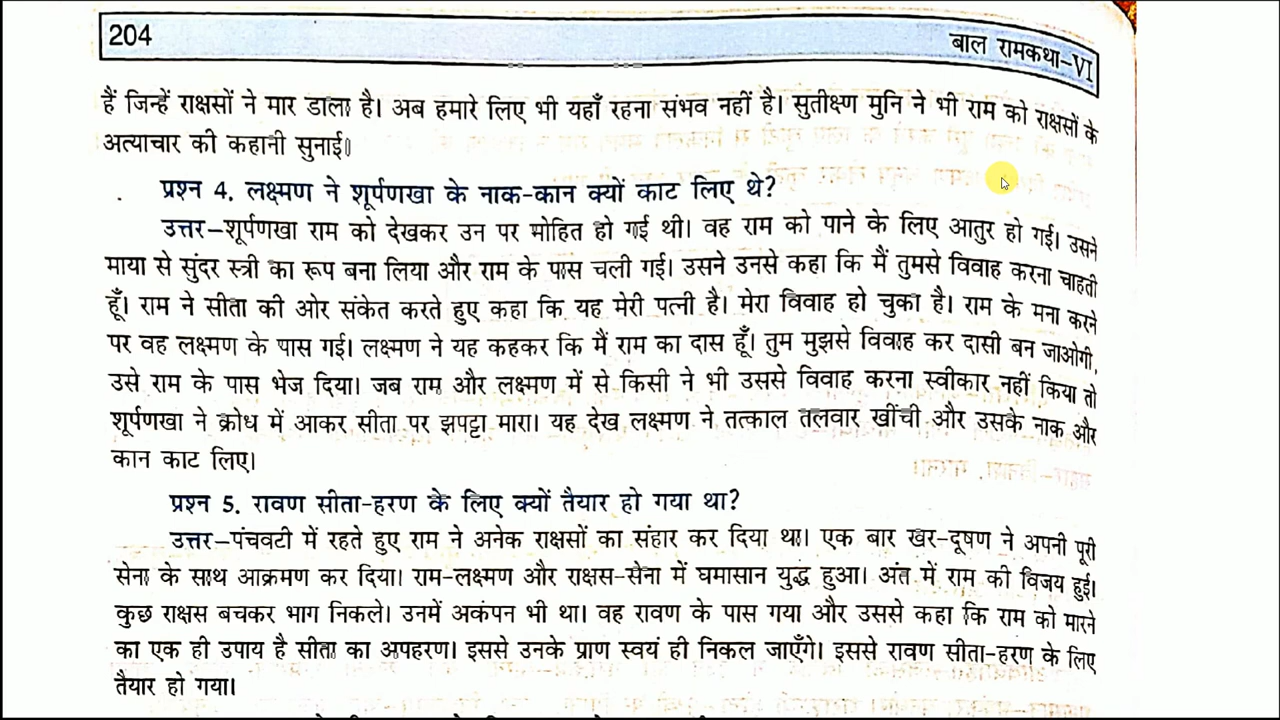 204
बाल रामकथा–VI
हैं जिन्हें राक्षसों ने मार डाला है। अब हमारे लिए भी यहाँ रहना संभव नहीं है। सुतीक्ष्ण मुनि ने भी राम को राक्षसों के
अत्याचार की कहानी सुनाई।
प्रश्न 4. लक्ष्मण ने शूर्पणखा के नाक-कान क्यों काट लिए थे?
उत्तर–शूर्पणखा राम को देखकर उन पर मोहित हो गई थी। वह राम को पाने के लिए आतुर हो गई। उसने
माया से सुंदर स्त्री का रूप बना लिया और राम के पास चली गई। उसने उनसे कहा कि मैं तुमसे विवाह करना चाहती
हूँ। राम ने सीता की ओर संकेत करते हुए कहा कि यह मेरी पत्नी है। मेरा विवाह हो चुका है। राम के मना करने
पर वह लक्ष्मण के पास गई। लक्ष्मण ने यह कहकर कि मैं राम का दास हूँ। तुम मुझसे विवाह कर दासी बन जाओगी,
उसे राम के पास भेज दिया। जब राम और लक्ष्मण में से किसी ने भी उससे विवाह करना स्वीकार नहीं किया तो
शूर्पणखा ने क्रोध में आकर सीता पर झपट्टा मारा। यह देख लक्ष्मण ने तत्काल तलवार खींची और उसके नाक और
कान काट लिए।
प्रश्न 5. रावण सीता-हरण के लिए क्यों तैयार हो गया था?
उत्तर–पंचवटी में रहते हुए राम ने अनेक राक्षसों का संहार कर दिया था। एक बार खर-दूषण ने अपनी पूरी
सेना के साथ आक्रमण कर दिया। राम-लक्ष्मण और राक्षस-सेना में घमासान युद्ध हुआ। अंत में राम की विजय हुई।
कुछ राक्षस बचकर भाग निकले। उनमें अकंपन भी था। वह रावण के पास गया और उससे कहा कि राम को मारने
का एक ही उपाय है सीता का अपहरण। इससे उनके प्राण स्वयं ही निकल जाएँगे। इससे रावण सीता-हरण के लिए
तैयार हो गया।